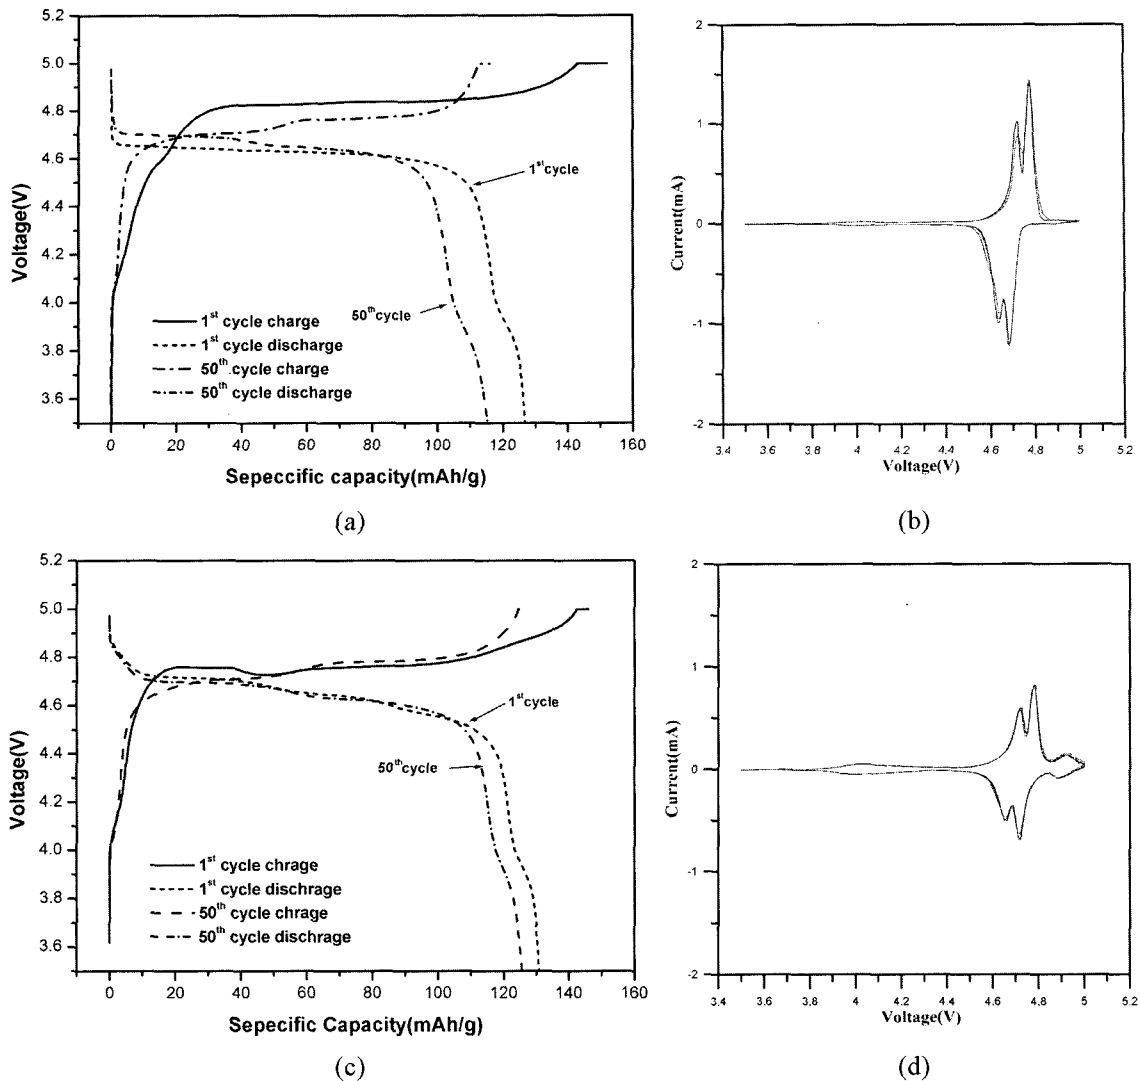 5.2
5.0
4.8
4.6
4.4
4.2
4.0
3.8
3.6
Voltage(V)
1st cycle
50th cycle
1st cycle charge
1st cycle discharge
50th cycle charge
50th cycle discharge
0 20 40 60 80 100 120 140 160
Sepeccific capacity(mAh/g)
(a)
2
1
0
-1
-2
Current(mA)
3.4 3.6 3.8 4 4.2 4.4 4.6 4.8 5 5.2
Voltage(V)
(b)
5.2
5.0
4.8
4.6
4.4
4.2
4.0
3.8
3.6
Voltage(V)
1st cycle
50th cycle
1st cycle chrage
1st cycle dischrage
50th cycle chrage
50th cycle dischrage
0 20 40 60 80 100 120 140 160
Sepecific Capacity(mAh/g)
(c)
2
1
0
-1
-2
Current(mA)
3.4 3.6 3.8 4 4.2 4.4 4.6 4.8 5 5.2
Voltage(V)
(d)